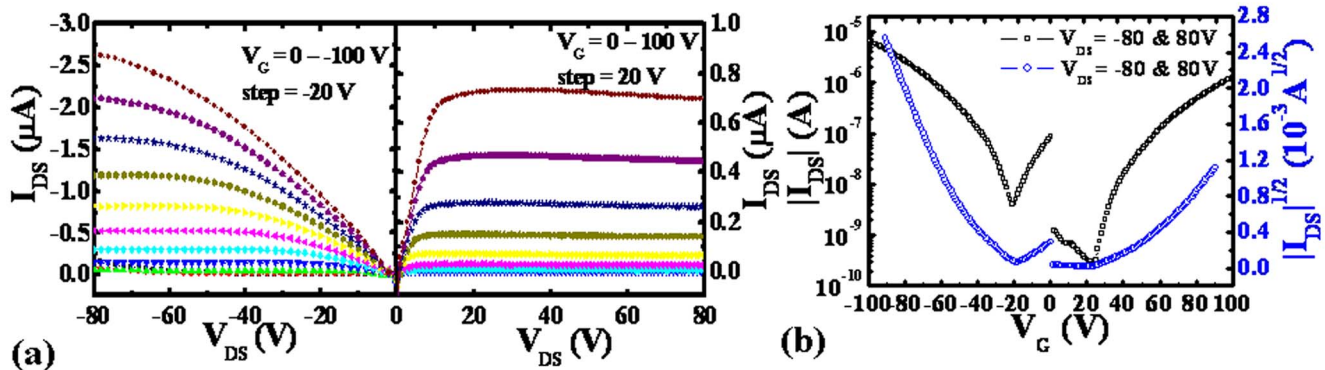 -3.0
-2.5
-2.0
-1.5
-1.0
-0.5
0.0
I_DS (μA)
V_G = 0 – -100 V
step = -20 V
-80 -60 -40 -20
V_DS (V)
(a)
V_G = 0 – 100 V
step 20 V
1.0
0.8
0.6
0.4
0.2
0.0
I_DS (μA)
0 20 40 60 80
V_DS (V)
10^-5
10^-6
10^-7
10^-8
10^-9
10^-10
|I_DS| (A)
V_DS = -80 & 80V
V_DS = -80 & 80V
2.8
2.4
2.0
1.6
1.2
0.8
0.4
0.0
|I_DS|^1/2 (10^-3 A^1/2)
-100 -80 -60 -40 -20 0 20 40 60 80 100
V_G (V)
(b)